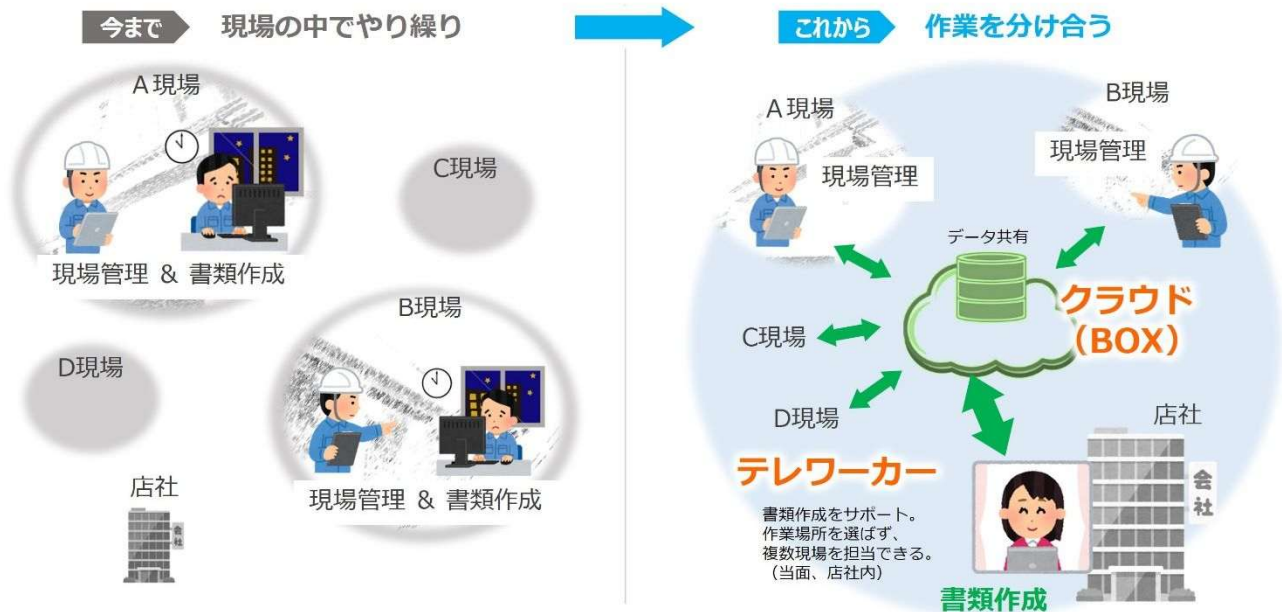 今まで
現場の中でやり繰り
A現場
現場管理 & 書類作成
C現場
B現場
現場管理 & 書類作成
D現場
店社
会社
これから
作業を分け合う
A現場
現場管理
B現場
現場管理
データ共有
クラウド
（BOX）
C現場
D現場
テレワーカー
書類作成をサポート。
作業場所を選ばず、
複数現場を担当できる。
（当面、店社内）
店社
会社
書類作成